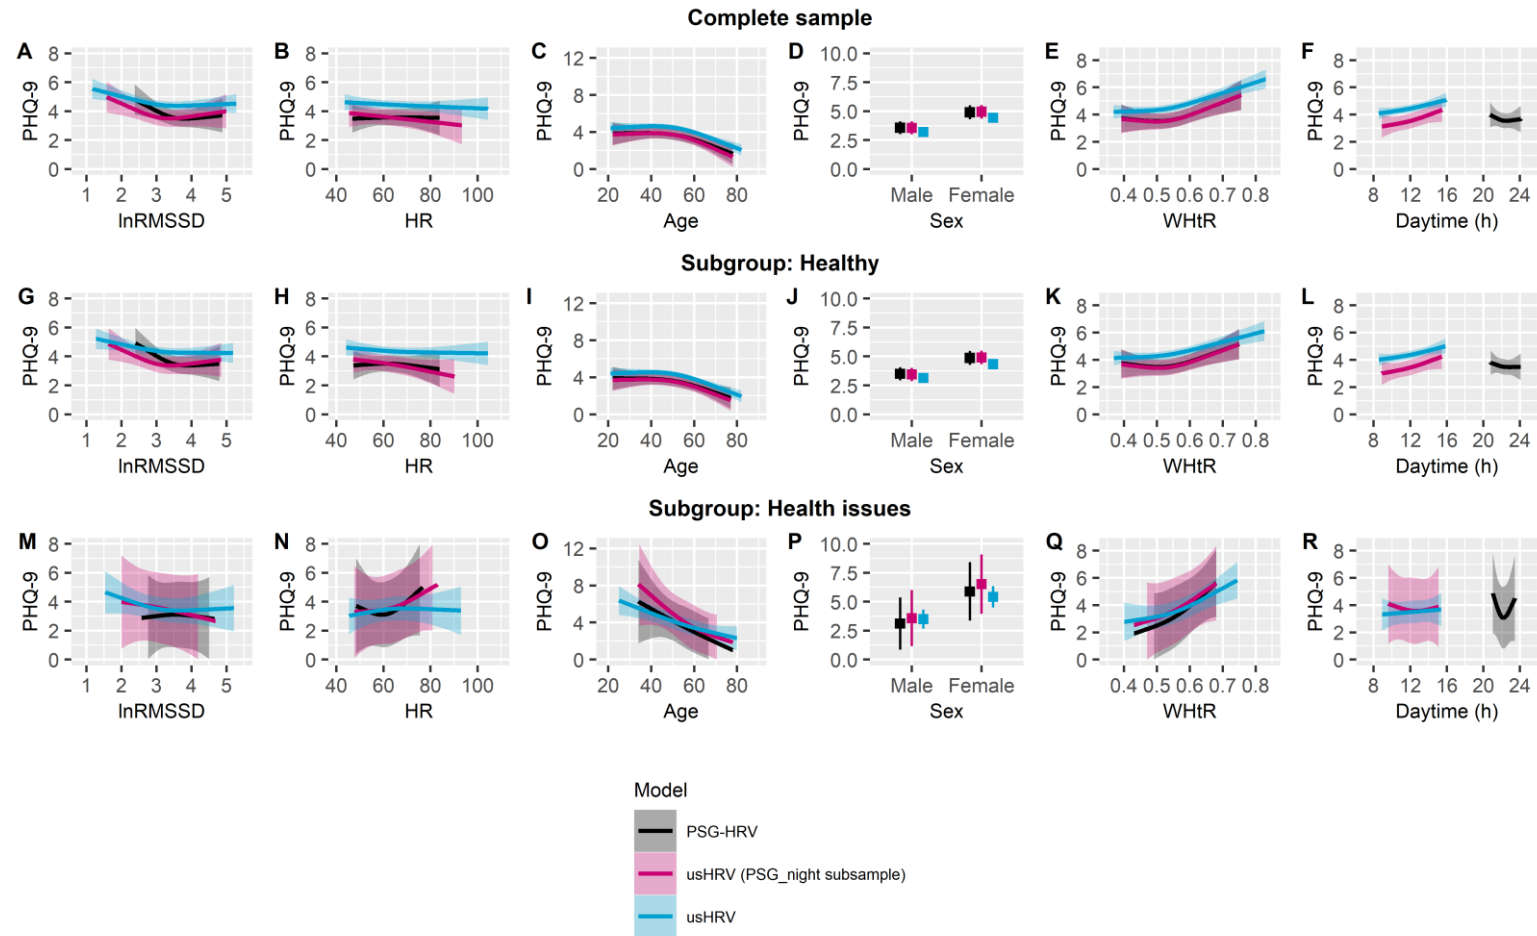 Complete sample
A B C D E F
PHQ-9 8 6 4 2 0 PHQ-9 8 6 4 2 0 PHQ-9 12 8 4 0 PHQ-9 10.0 7.5 5.0 2.5 0.0 PHQ-9 8 6 4 2 0 PHQ-9 8 6 4 2 0
1 2 3 4 5 40 60 80 100 20 40 60 80 Male Female 0.4 0.5 0.6 0.7 0.8 8 12 16 20 24
lnRMSSD HR Age Sex WHtR Daytime (h)
Subgroup: Healthy
G H I J K L
PHQ-9 8 6 4 2 0 PHQ-9 8 6 4 2 0 PHQ-9 12 8 4 0 PHQ-9 10.0 7.5 5.0 2.5 0.0 PHQ-9 8 6 4 2 0 PHQ-9 8 6 4 2 0
1 2 3 4 5 40 60 80 100 20 40 60 80 Male Female 0.4 0.5 0.6 0.7 0.8 8 12 16 20 24
lnRMSSD HR Age Sex WHtR Daytime (h)
Subgroup: Health issues
M N O P Q R
PHQ-9 8 6 4 2 0 PHQ-9 8 6 4 2 0 PHQ-9 12 8 4 0 PHQ-9 10.0 7.5 5.0 2.5 0.0 PHQ-9 8 6 4 2 0 PHQ-9 8 6 4 2 0
1 2 3 4 5 40 60 80 100 20 40 60 80 Male Female 0.4 0.5 0.6 0.7 0.8 8 12 16 20 24
lnRMSSD HR Age Sex WHtR Daytime (h)
Model
PSG-HRV
usHRV (PSG_night subsample)
usHRV